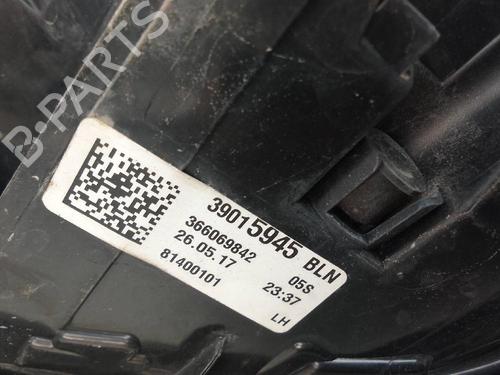 B-PARTS
39015945 BLN
366069842 05S
26.05.17 23:37
81400101 LH